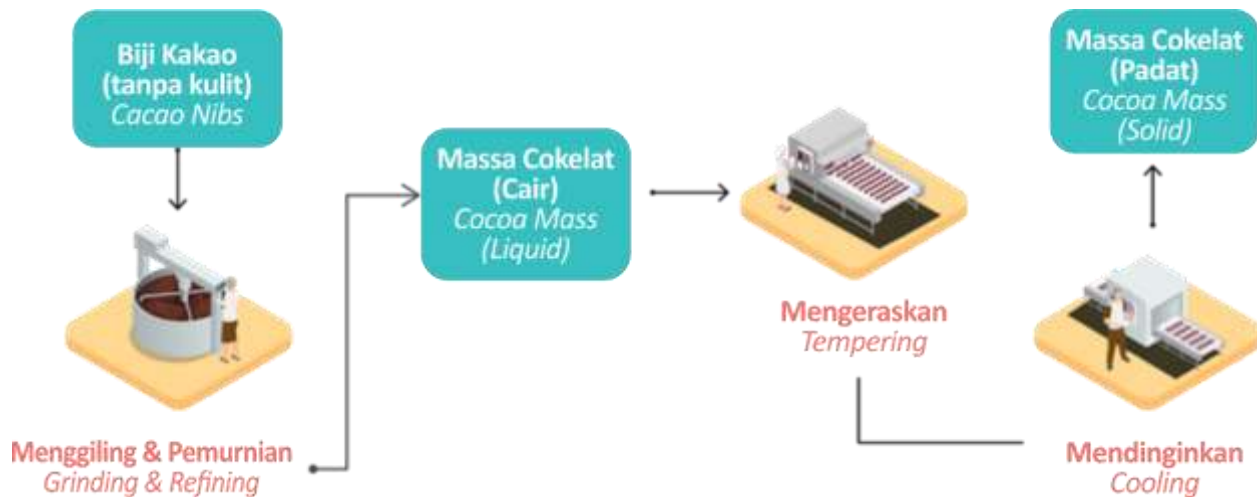 Biji Kakao
(tanpa kulit)
Cacao Nibs
Menggiling & Pemurnian
Grinding & Refining
Massa Cokelat
(Cair)
Cocoa Mass
(Liquid)
Mengeraskan
Tempering
Mendinginkan
Cooling
Massa Cokelat
(Padat)
Cocoa Mass
(Solid)